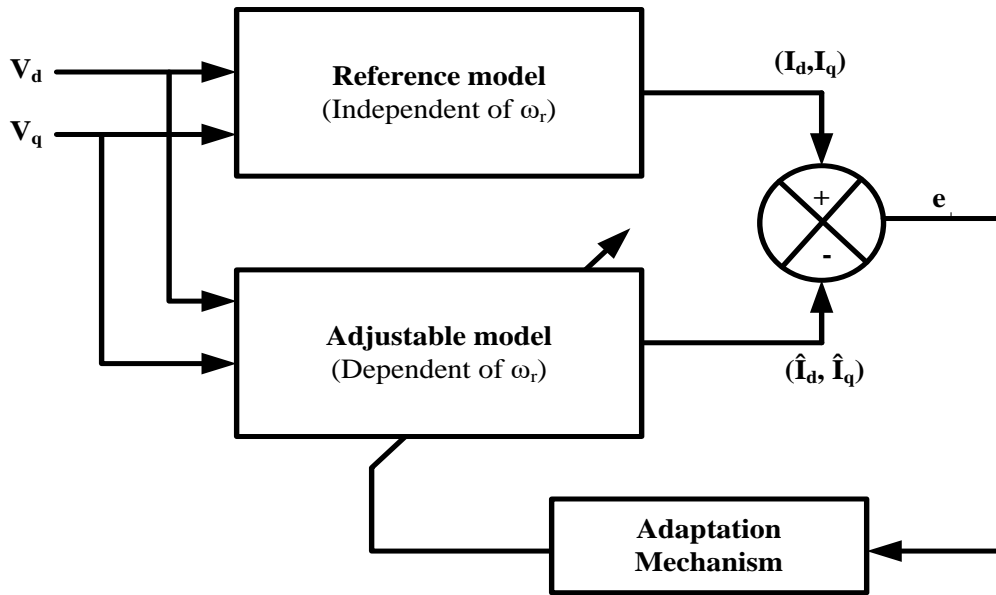 V_d
V_q
Reference model
(Independent of ω_r)
(I_d,I_q)
+
-
e
Adjustable model
(Dependent of ω_r)
(Î_d, Î_q)
Adaptation
Mechanism